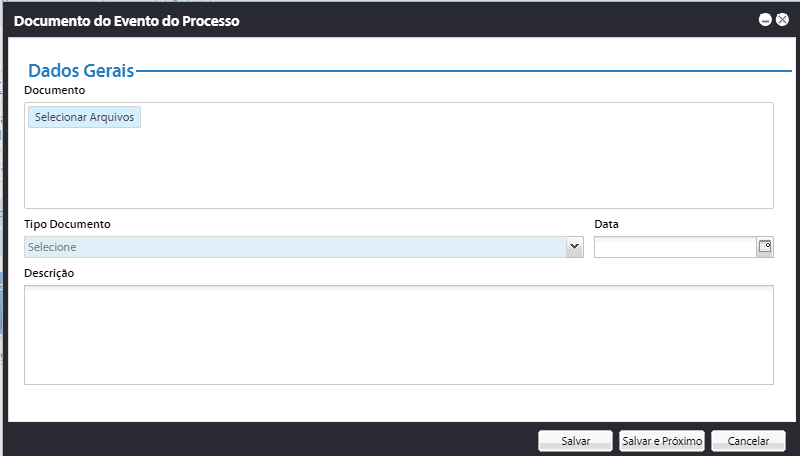 Documento do Evento do Processo
Dados Gerais
Documento
Selecionar Arquivos
Tipo Documento
Data
Selecione
Descrição
Salvar
Salvar e Próximo
Cancelar